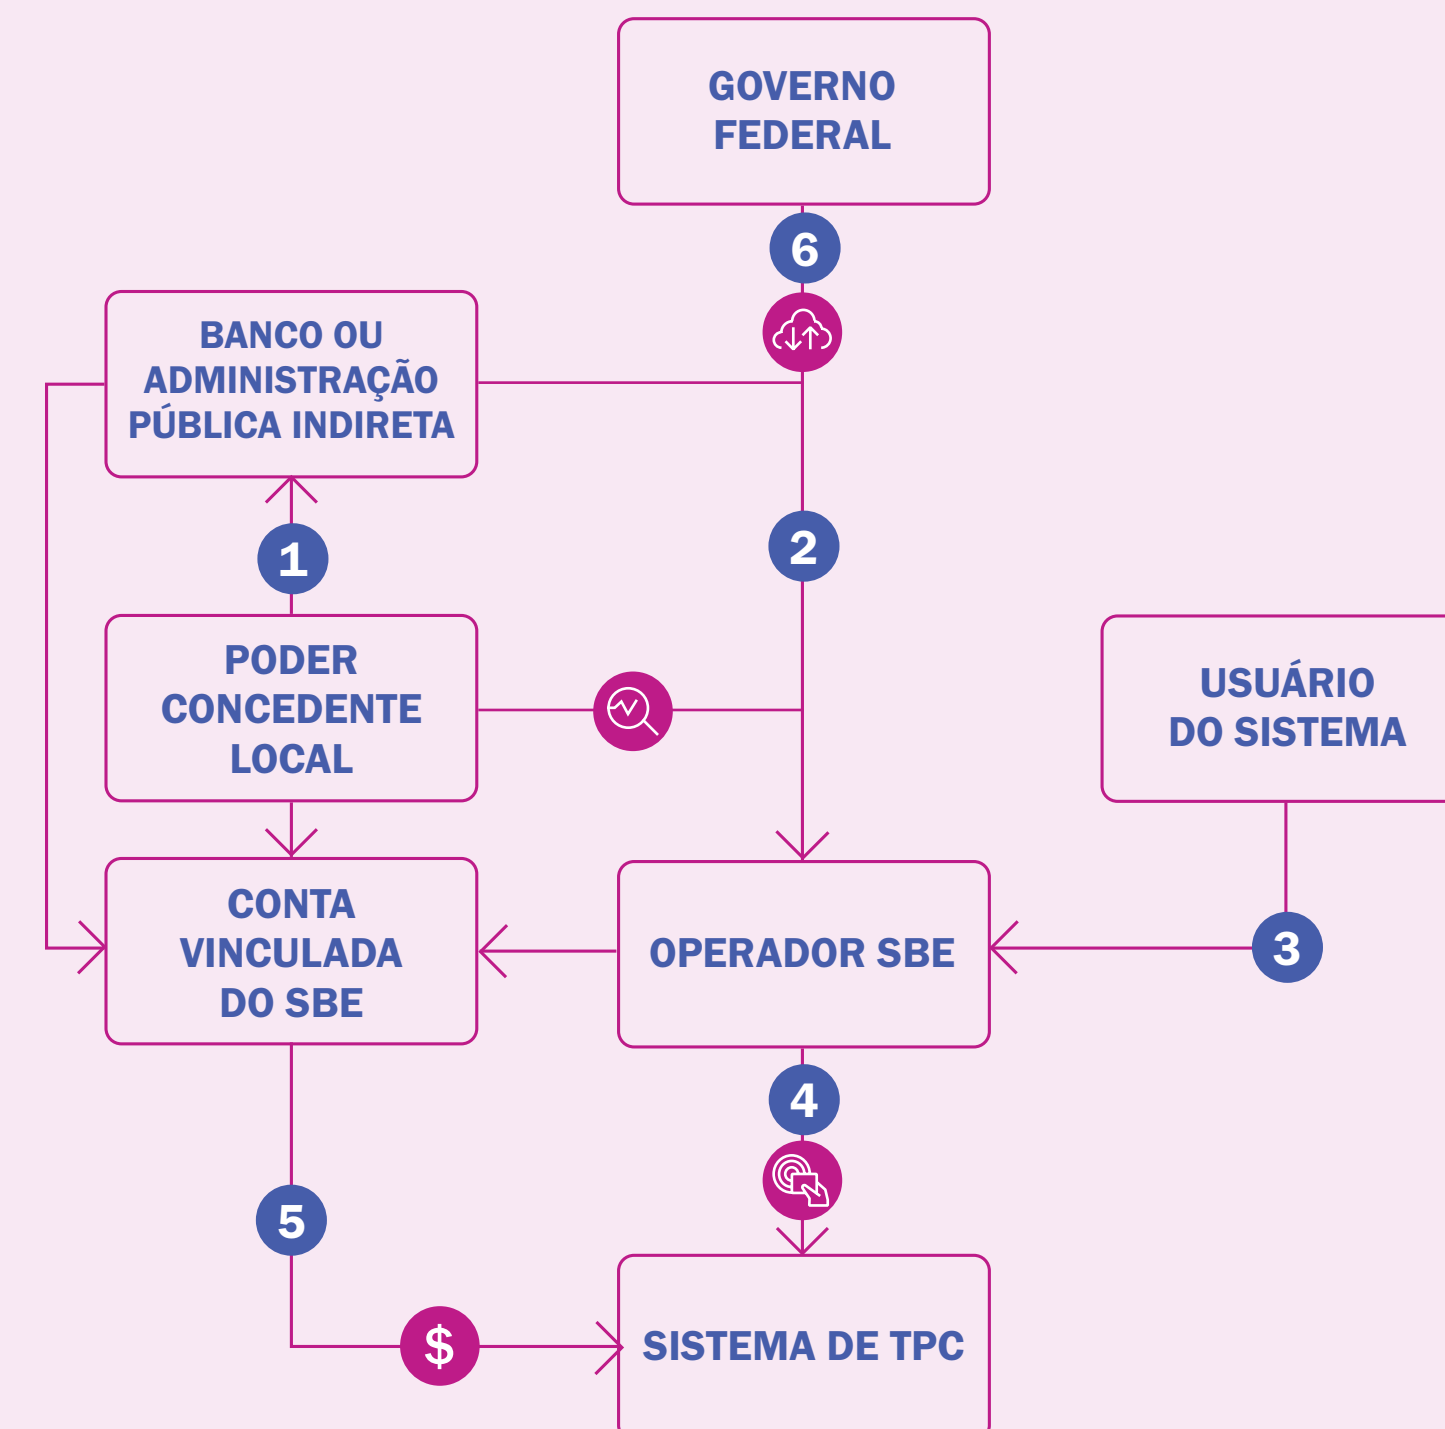 GOVERNO
FEDERAL
6
BANCO OU
ADMINISTRAÇÃO
PÚBLICA INDIRETA
1
2
PODER
CONCEDENTE
LOCAL
USUÁRIO
DO SISTEMA
CONTA
VINCULADA
DO SBE
OPERADOR SBE
3
4
5
$
SISTEMA DE TPC